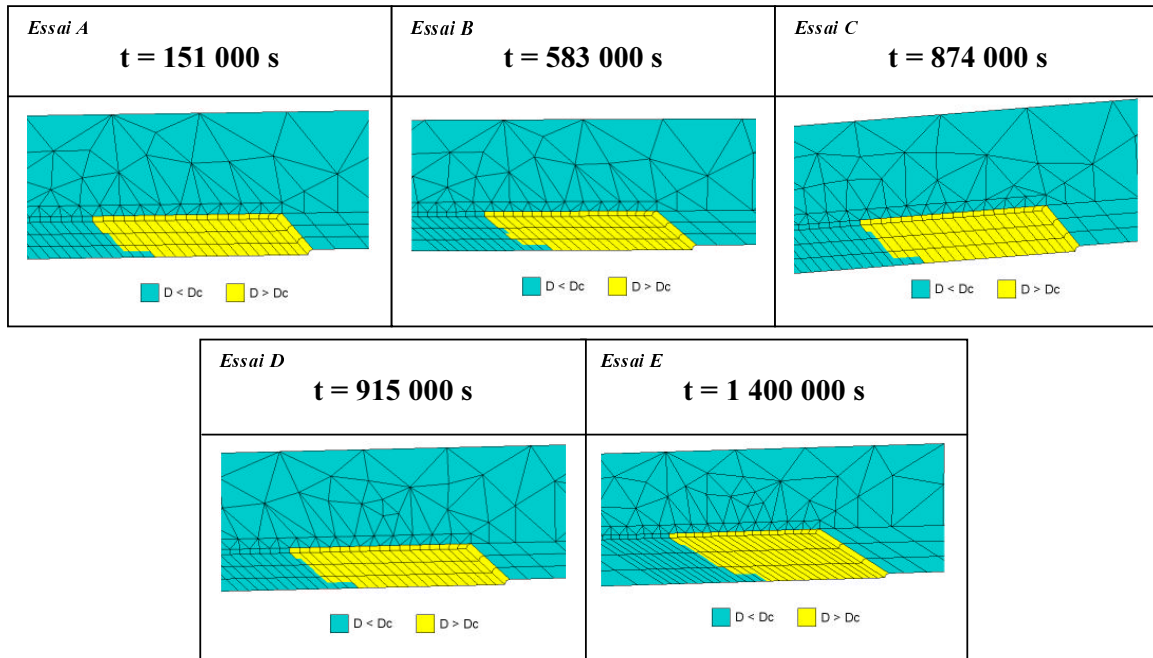 Essai A
t = 151 000 s
Essai B
t = 583 000 s
Essai C
t = 874 000 s
D < Dc D > Dc
D < Dc D > Dc
D < Dc D > Dc
Essai D
t = 915 000 s
Essai E
t = 1 400 000 s
D < Dc D > Dc
D < Dc D > Dc